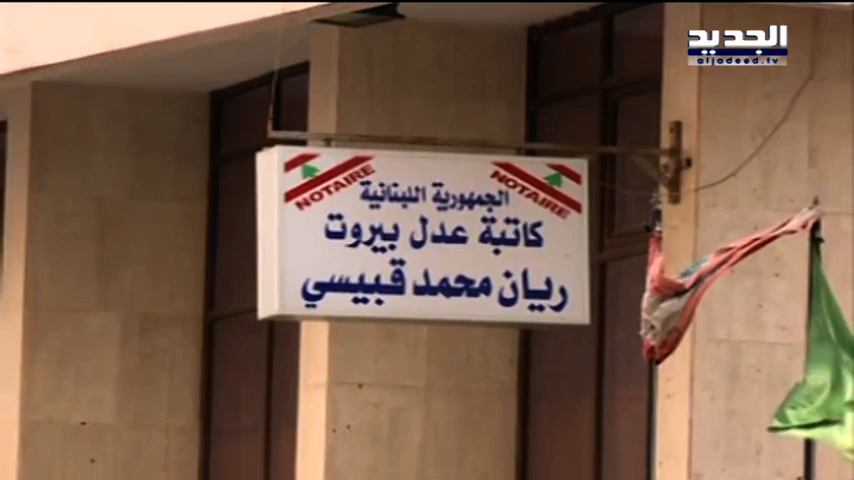 الجديد
aljadeed.tv
NOTAIRE NOTAIRE
الجمهورية اللبنانية
كاتبة عدل بيروت
ريان محمد قبيسي